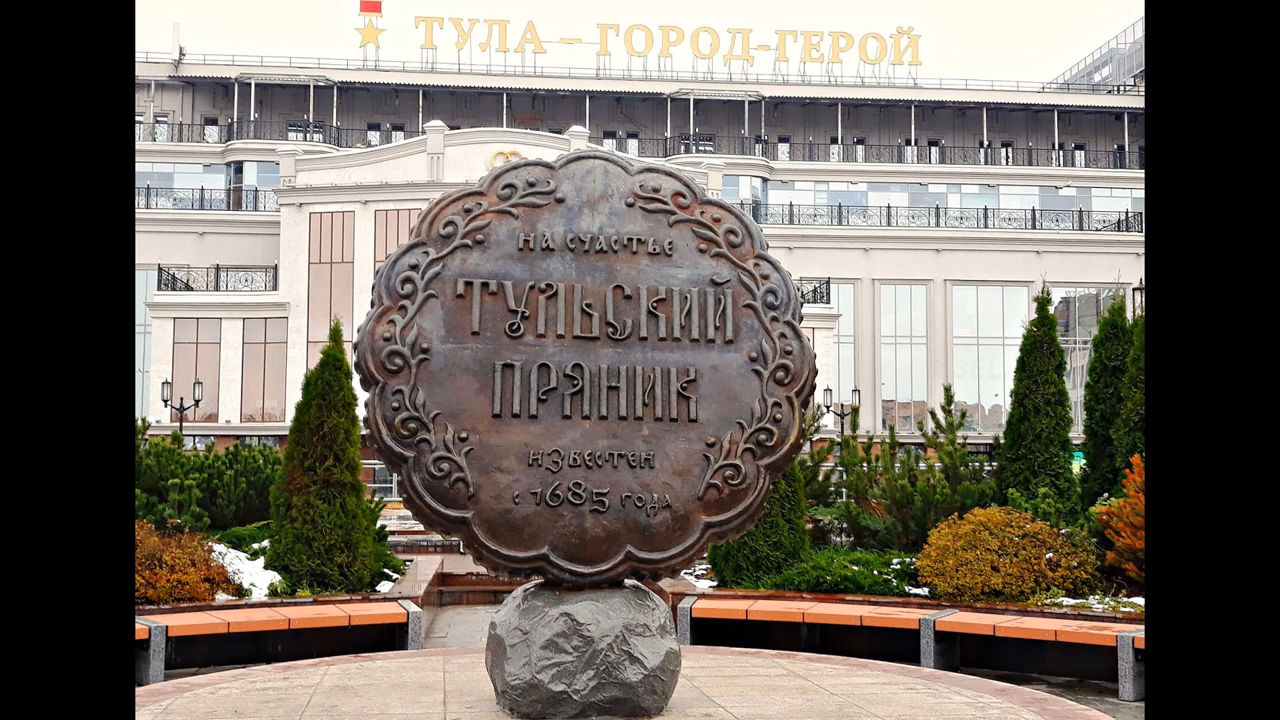 ТУЛА – ГОРОД-ГЕРОЙ
НА СЧАСТЬЕ
ТУЛЬСКИЙ
ПРЯНИК
ИЗВЕСТЕН
с 1685 ГОДА